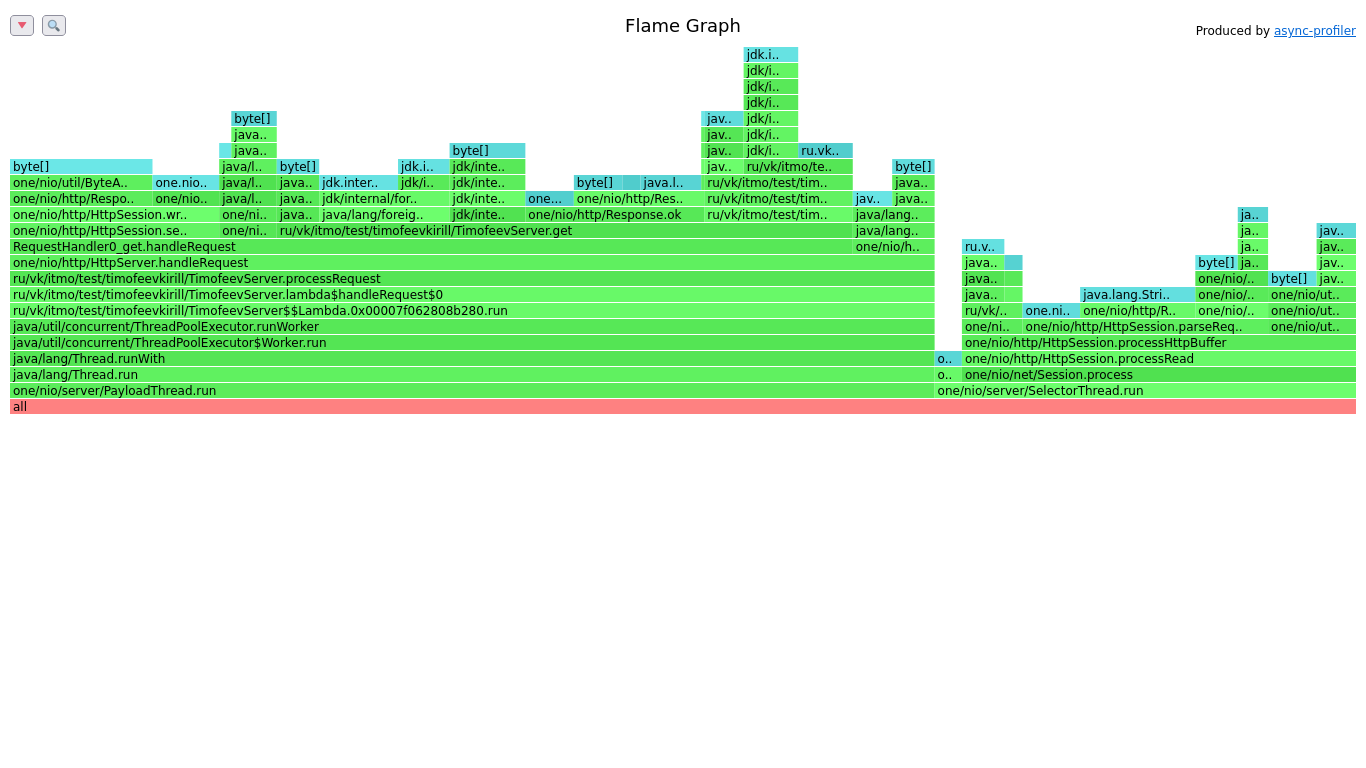 Flame Graph
Produced by async-profiler
jdk.i..
jdk/i..
jdk/i..
jdk/i..
byte[] jav.. jdk/i..
java.. jav.. jdk/i..
java.. byte[] jav.. jdk/i.. ru.vk..
byte[] java/l.. byte[] jdk.i.. jdk/inte.. jav.. ru/vk/itmo/te.. byte[]
one/nio/util/ByteA.. one.nio.. java/l.. java.. jdk.inter.. jdk/i.. jdk/inte.. byte[] java.l.. ru/vk/itmo/test/tim.. java..
one/nio/http/Respo.. one/nio.. java/l.. java.. jdk/internal/for.. jdk/inte.. one... one/nio/http/Res.. ru/vk/itmo/test/tim.. jav.. java..
one/nio/http/HttpSession.wr.. one/ni.. java.. java/lang/foreig.. jdk/inte.. one/nio/http/Response.ok ru/vk/itmo/test/tim.. java/lang.. ja..
one/nio/http/HttpSession.se.. one/ni.. ru/vk/itmo/test/timofeevkirill/TimofeevServer.get java/lang.. ja.. jav..
RequestHandler0_get.handleRequest one/nio/h.. ru.v.. ja.. jav..
one/nio/http/HttpServer.handleRequest java.. byte[] ja.. jav..
ru/vk/itmo/test/timofeevkirill/TimofeevServer.processRequest java.. one/nio/.. byte[] jav..
ru/vk/itmo/test/timofeevkirill/TimofeevServer.lambda$handleRequest$0 java.. java.lang.Stri.. one/nio/.. one/nio/ut..
ru/vk/itmo/test/timofeevkirill/TimofeevServer$$Lambda.0x00007f062808b280.run ru/vk/.. one.ni.. one/nio/http/R.. one/nio/.. one/nio/ut..
java/util/concurrent/ThreadPoolExecutor.runWorker one/ni.. one/nio/http/HttpSession.parseReq.. one/nio/ut..
java/util/concurrent/ThreadPoolExecutor$Worker.run one/nio/http/HttpSession.processHttpBuffer
java/lang/Thread.runWith o.. one/nio/http/HttpSession.processRead
java/lang/Thread.run o.. one/nio/net/Session.process
one/nio/server/PayloadThread.run one/nio/server/SelectorThread.run
all